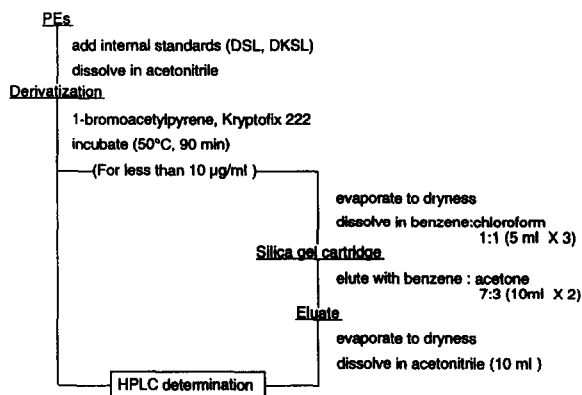 PEs
add internal standards (DSL, DKSL)
dissolve in acetonitrile
Derivatization
1-bromoacetylpyrene, Kryptofix 222
incubate (50°C, 90 min)
(For less than 10 µg/ml )
evaporate to dryness
dissolve in benzene:chloroform
1:1 (5 ml X 3)
Silica gel cartridge
elute with benzene : acetone
7:3 (10ml X 2)
Eluate
evaporate to dryness
dissolve in acetonitrile (10 ml )
HPLC determination